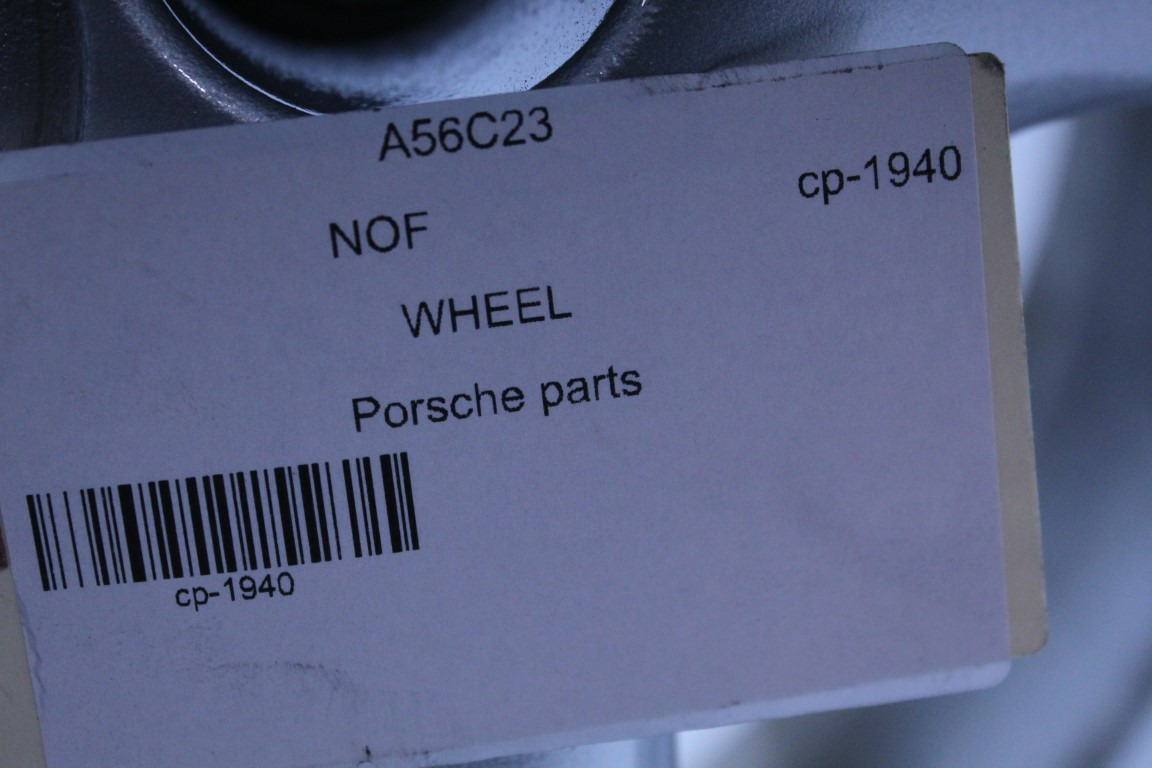 A56C23
cp-1940
NOF
WHEEL
Porsche parts
cp-1940